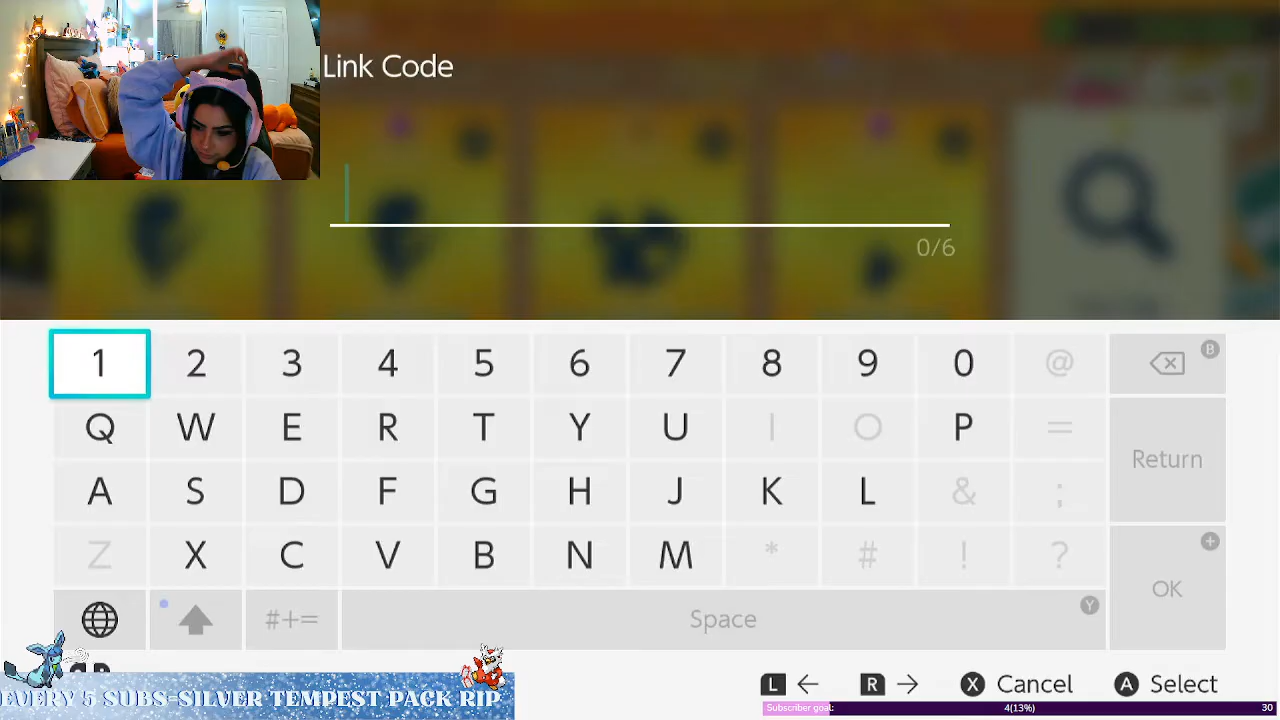 Link Code
0/6
1 2 3 4 5 6 7 8 9 0 @ B
Q W E R T Y U I O P = Return
A S D F G H J K L & ;
Z X C V B N M * # ! ? + OK
#+= Space Y
L ← R → X Cancel A Select
EVERY 5 SUBS-SILVER TEMPEST PACK RIP
Subscriber goal: 4(13%) 30